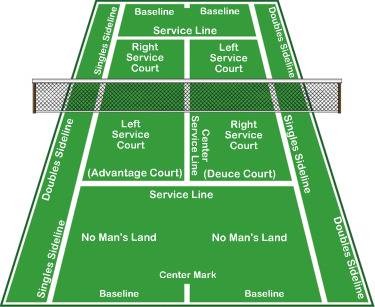 Baseline Baseline
Service Line
Singles Sideline
Doubles Sideline
Right
Service
Court
Left
Service
Court
Left
Service
Court
(Advantage Court)
Center
Service Line
Right
Service
Court
(Deuce Court)
Doubles Sideline
Singles Sideline
Service Line
No Man's Land No Man's Land
Singles Sideline
Doubles Sideline
Center Mark
Baseline Baseline